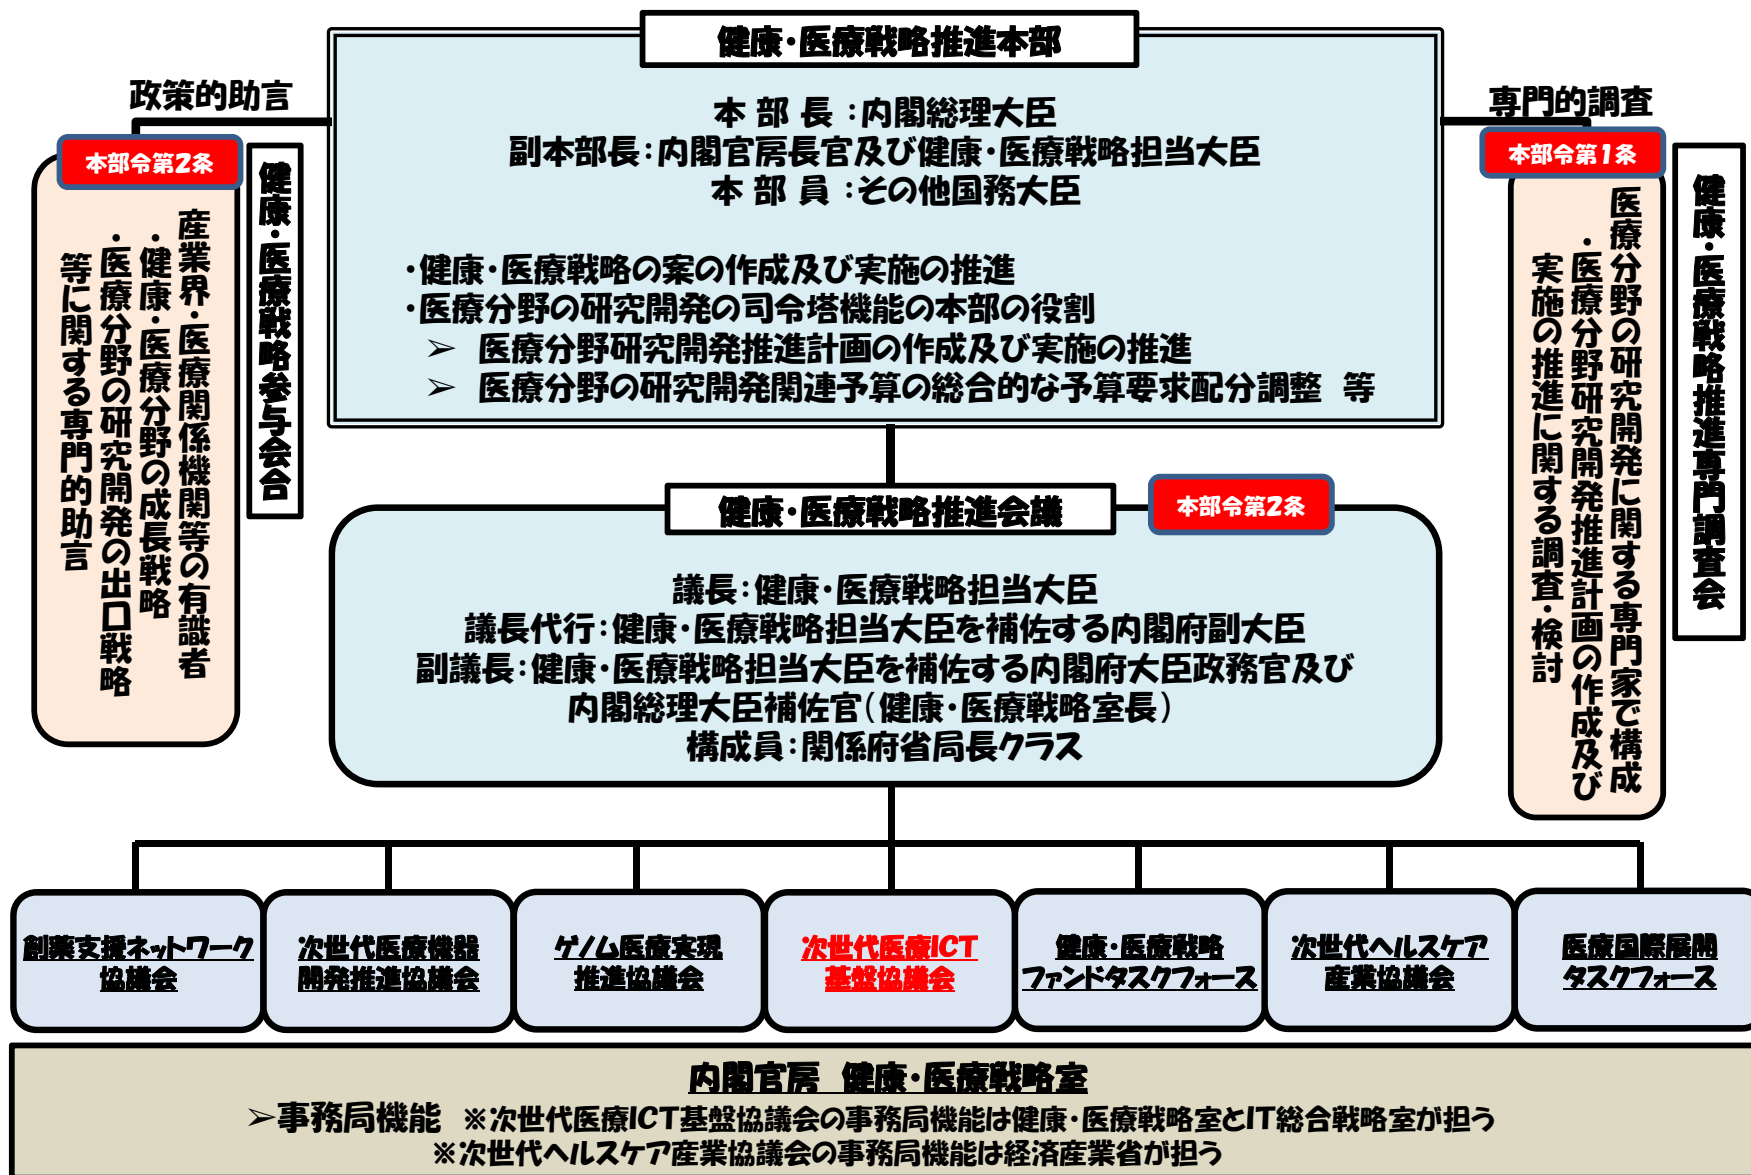 健康・医療戦略推進本部
本 部 長 ：内閣総理大臣
副本部長：内閣官房長官及び健康・医療戦略担当大臣
本 部 員 ：その他国務大臣
・健康・医療戦略の案の作成及び実施の推進
・医療分野の研究開発の司令塔機能の本部の役割
➢ 医療分野研究開発推進計画の作成及び実施の推進
➢ 医療分野の研究開発関連予算の総合的な予算要求配分調整 等
政策的助言
本部令第2条
健康・医療戦略参与会合
産業界・医療関係機関等の有識者
・健康・医療分野の成長戦略
・医療分野の研究開発の出口戦略
等に関する専門的助言
専門的調査
本部令第1条
健康・医療戦略推進専門調査会
医療分野の研究開発に関する専門家で構成
・医療分野研究開発推進計画の作成及び
実施の推進に関する調査・検討
健康・医療戦略推進会議
本部令第2条
議長：健康・医療戦略担当大臣
議長代行：健康・医療戦略担当大臣を補佐する内閣府副大臣
副議長：健康・医療戦略担当大臣を補佐する内閣府大臣政務官及び
内閣総理大臣補佐官（健康・医療戦略室長）
構成員：関係府省局長クラス
創薬支援ネットワーク
協議会
次世代医療機器
開発推進協議会
ゲノム医療実現
推進協議会
次世代医療ICT
基盤協議会
健康・医療戦略
ファンドタスクフォース
次世代ヘルスケア
産業協議会
医療国際展開
タスクフォース
内閣官房 健康・医療戦略室
➢事務局機能 ※次世代医療ICT基盤協議会の事務局機能は健康・医療戦略室とIT総合戦略室が担う
※次世代ヘルスケア産業協議会の事務局機能は経済産業省が担う